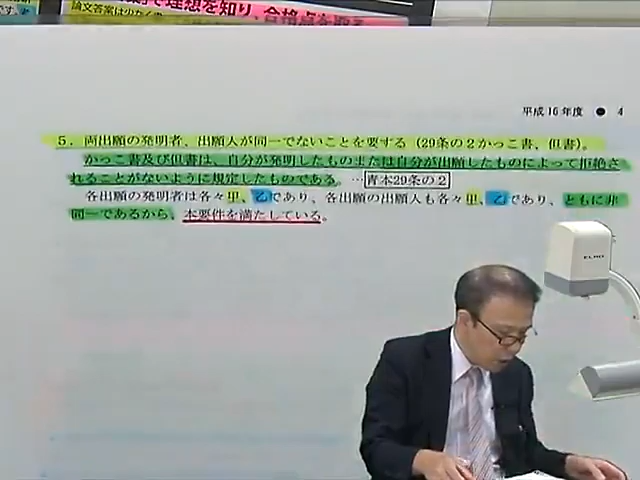 論文答案は
で理想を知り、合格点を取る
平成16年度 ● 4
5．両出願の発明者、出願人が同一でないことを要する（29条の2かっこ書、但書）。
かっこ書及び但書は、自分が発明したものまたは自分が出願したものによって拒絶さ
れることがないように規定したものである。…青本29条の2
各出願の発明者は各々甲、乙であり、各出願の出願人も各々甲、乙であり、ともに非
同一であるから、本要件を満たしている。
ELMO